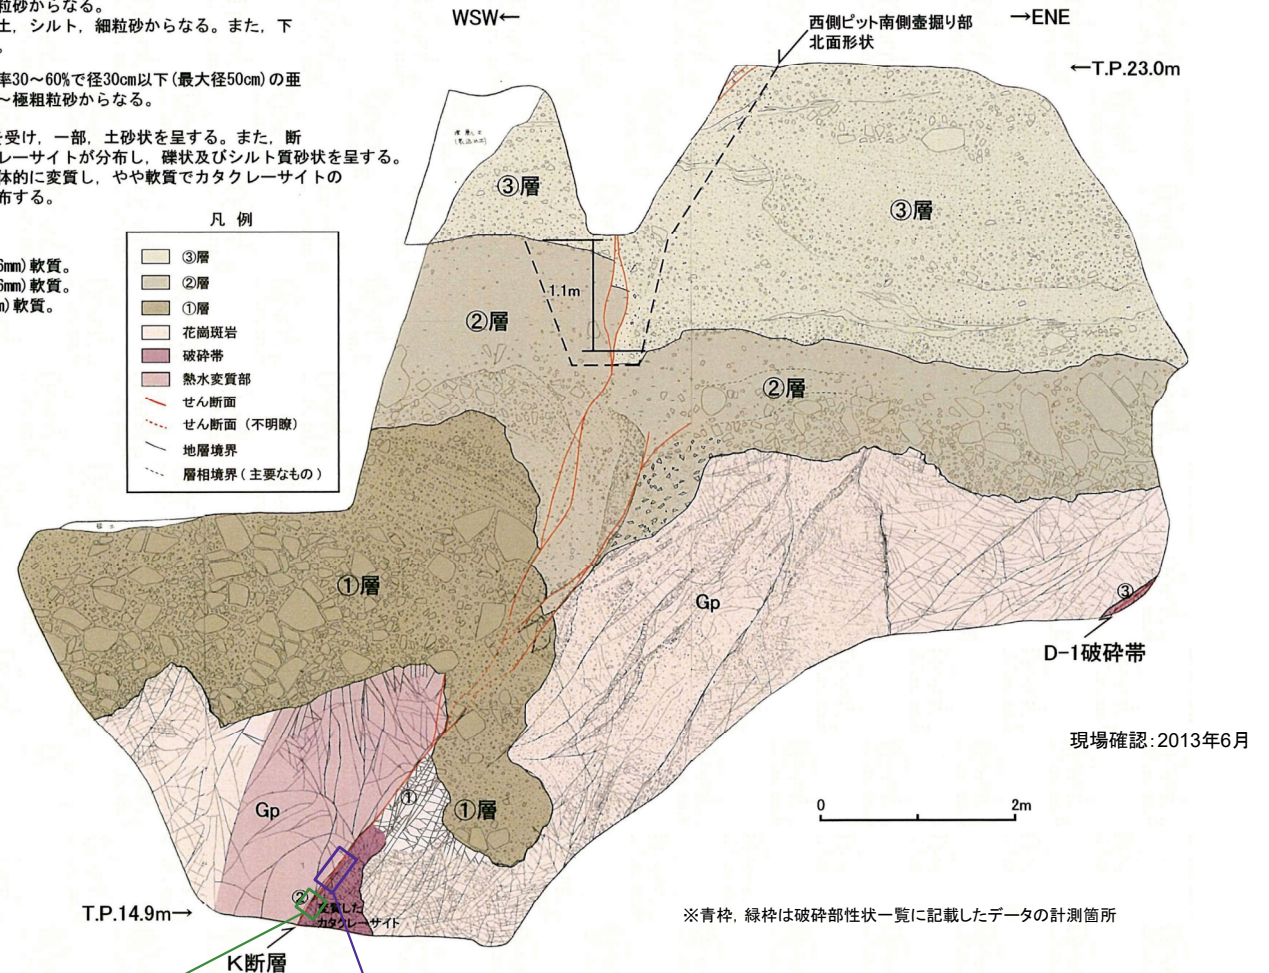 粒砂からなる。
土, シルト, 細粒砂からなる。また, 下
。
率30～60%で径30cm以下(最大径50cm)の亜
～極粗粒砂からなる。
を受け, 一部, 土砂状を呈する。また, 断
レーサイトが分布し, 礫状及びシルト質砂状を呈する。
体的に変質し, やや軟質でカタクレーサイトの
布する。
6mm)軟質。
6mm)軟質。
m)軟質。
凡 例
③層
②層
①層
花崗斑岩
破砕帯
熱水変質部
せん断面
せん断面 (不明瞭)
地層境界
層相境界(主要なもの)
WSW←
西側ピット南側壺掘り部
北面形状
→ENE
←T.P.23.0m
③層
③層
1.1m
②層
②層
①層
Gp
③
D-1破砕帯
現場確認：2013年6月
Gp
①
①層
0
2m
②
T.P.14.9m→
変質した
カタクレーサイト
K断層
※青枠, 緑枠は破砕部性状一覧に記載したデータの計測箇所